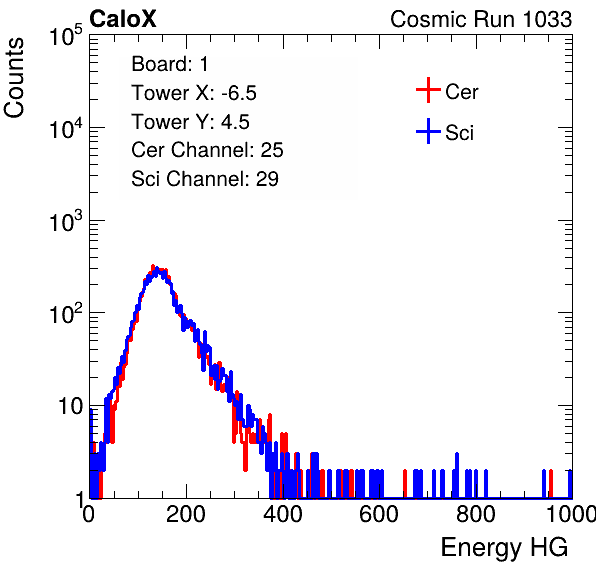 CaloX Cosmic Run 1033
Counts
10^5
10^4
10^3
10^2
10
1
Board: 1
Tower X: -6.5
Tower Y: 4.5
Cer Channel: 25
Sci Channel: 29
Cer
Sci
0 200 400 600 800 1000
Energy HG